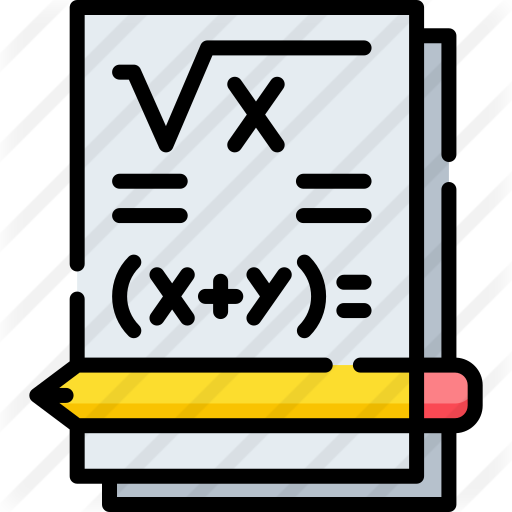 √x
= =
(x+y)=